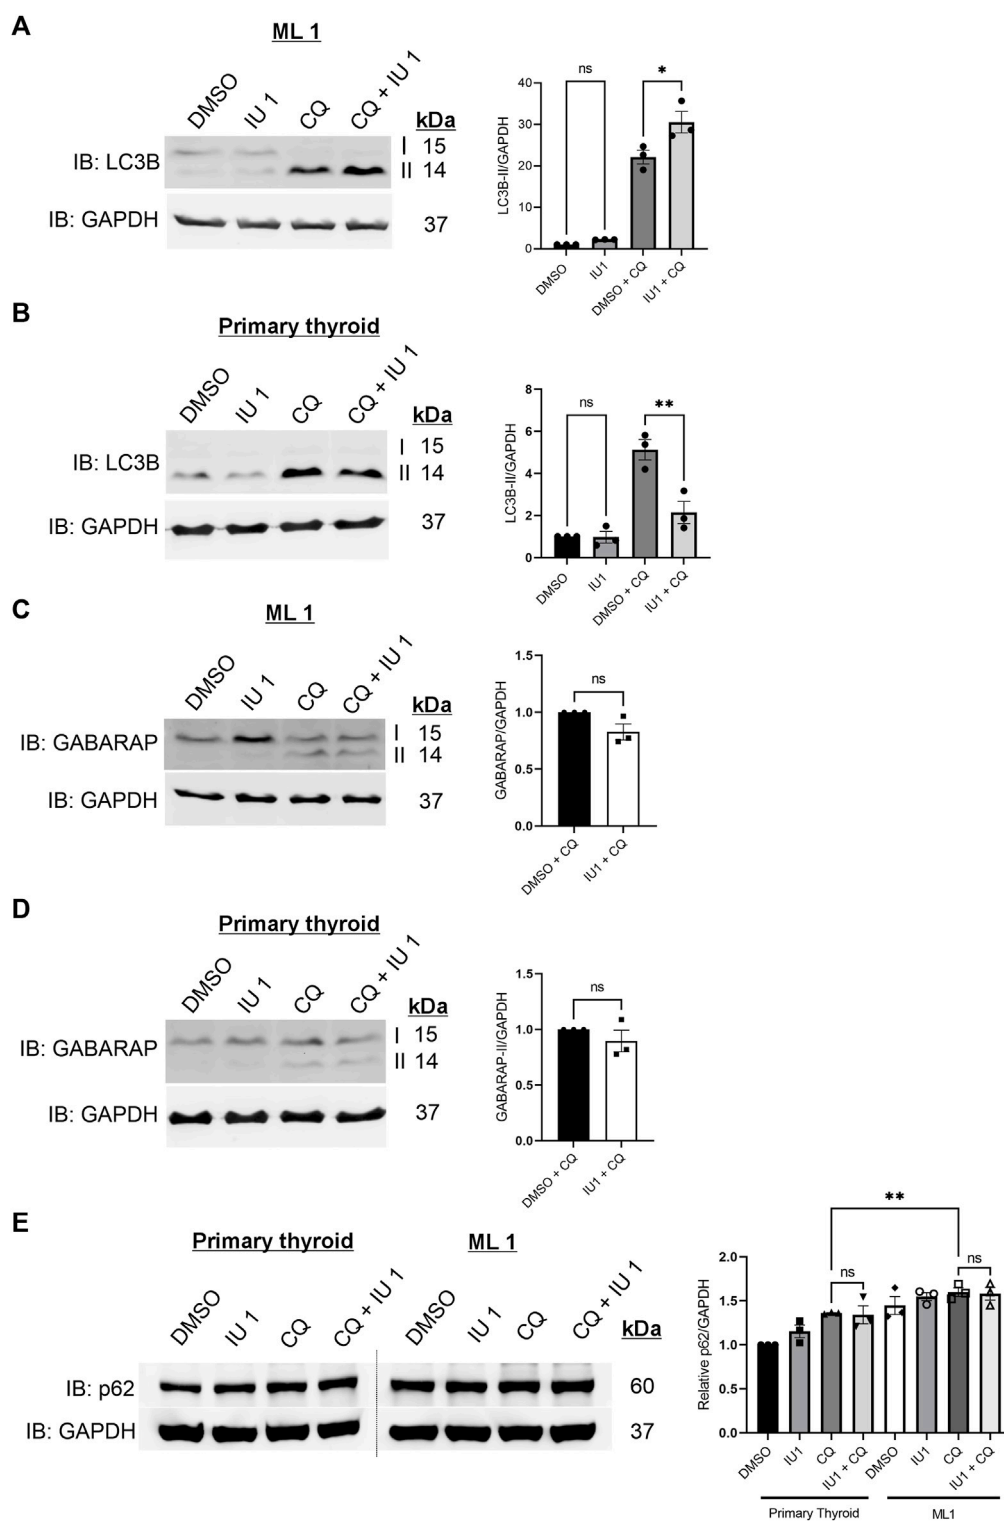 A
ML 1
DMSO
IU 1
CQ
CQ + IU 1
kDa
IB: LC3B
I 15
II 14
IB: GAPDH
37
LC3B-II/GAPDH
40
30
20
10
0
ns
*
DMSO
IU1
DMSO + CQ
IU1 + CQ
B
Primary thyroid
DMSO
IU 1
CQ
CQ + IU 1
kDa
IB: LC3B
I 15
II 14
IB: GAPDH
37
LC3B-II/GAPDH
8
6
4
2
0
ns
**
DMSO
IU1
DMSO + CQ
IU1 + CQ
C
ML 1
DMSO
IU 1
CQ
CQ + IU 1
kDa
IB: GABARAP
I 15
II 14
IB: GAPDH
37
GABARAP/GAPDH
1.5
1.0
0.5
0.0
ns
DMSO + CQ
IU1 + CQ
D
Primary thyroid
DMSO
IU 1
CQ
CQ + IU 1
kDa
IB: GABARAP
I 15
II 14
IB: GAPDH
37
GABARAP-II/GAPDH
1.5
1.0
0.5
0.0
ns
DMSO + CQ
IU1 + CQ
E
Primary thyroid
ML 1
DMSO
IU 1
CQ
CQ + IU 1
DMSO
IU 1
CQ
CQ + IU 1
kDa
IB: p62
60
IB: GAPDH
37
Relative p62/GAPDH
2.0
1.5
1.0
0.5
0.0
**
ns
ns
DMSO
IU1
CQ
IU1 + CQ
DMSO
IU1
CQ
IU1 + CQ
Primary Thyroid
ML1